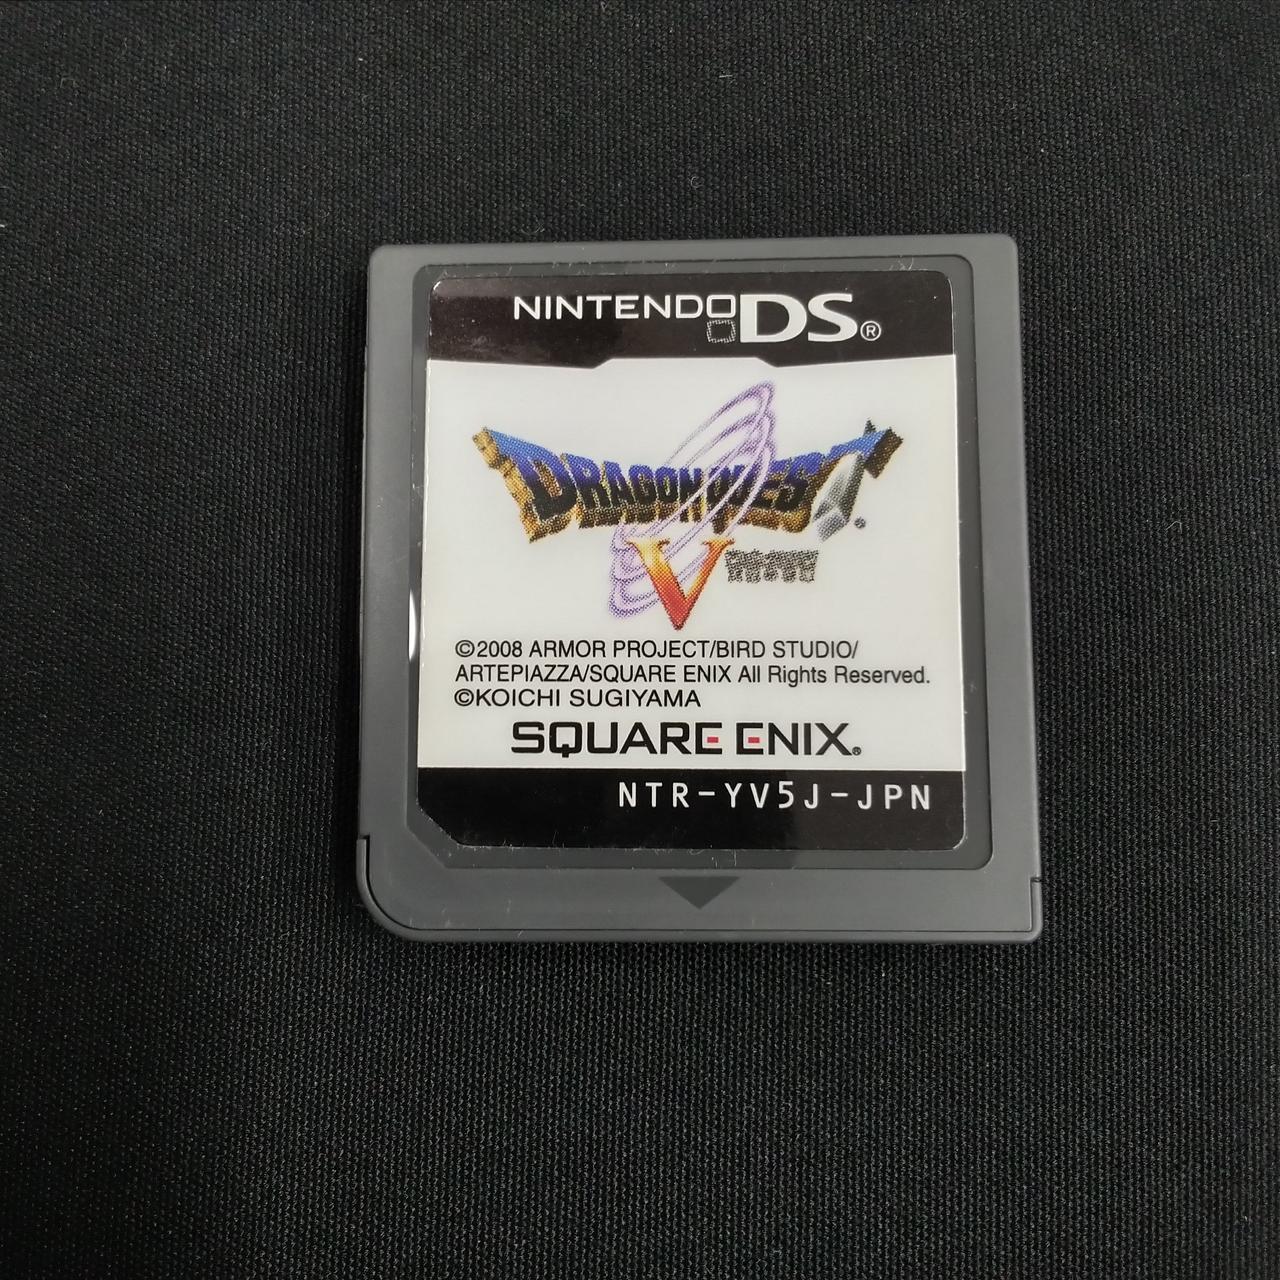 NINTENDO DS®
DRAGON QUEST
V
©2008 ARMOR PROJECT/BIRD STUDIO/
ARTEPIAZZA/SQUARE ENIX All Rights Reserved.
©KOICHI SUGIYAMA
SQUARE ENIX®
NTR-YV5J-JPN